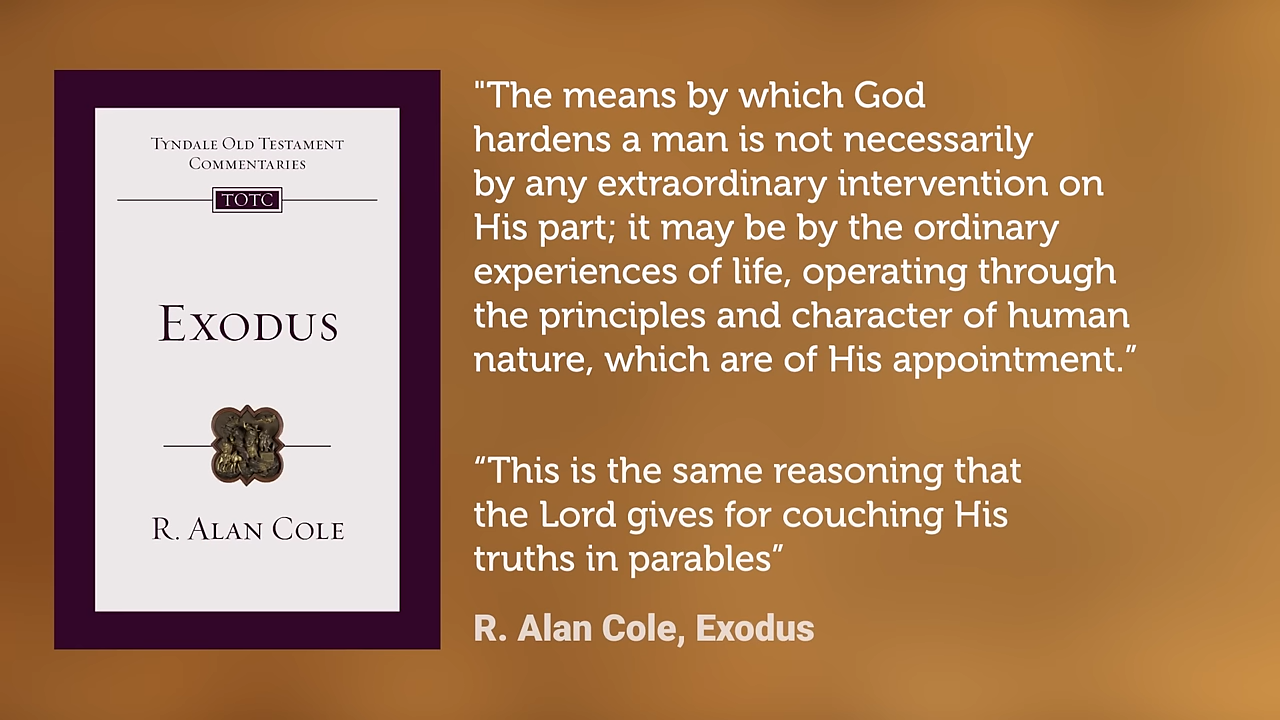 TYNDALE OLD TESTAMENT
COMMENTARIES
TOTC
EXODUS
R. ALAN COLE
"The means by which God
hardens a man is not necessarily
by any extraordinary intervention on
His part; it may be by the ordinary
experiences of life, operating through
the principles and character of human
nature, which are of His appointment.”
“This is the same reasoning that
the Lord gives for couching His
truths in parables”
R. Alan Cole, Exodus